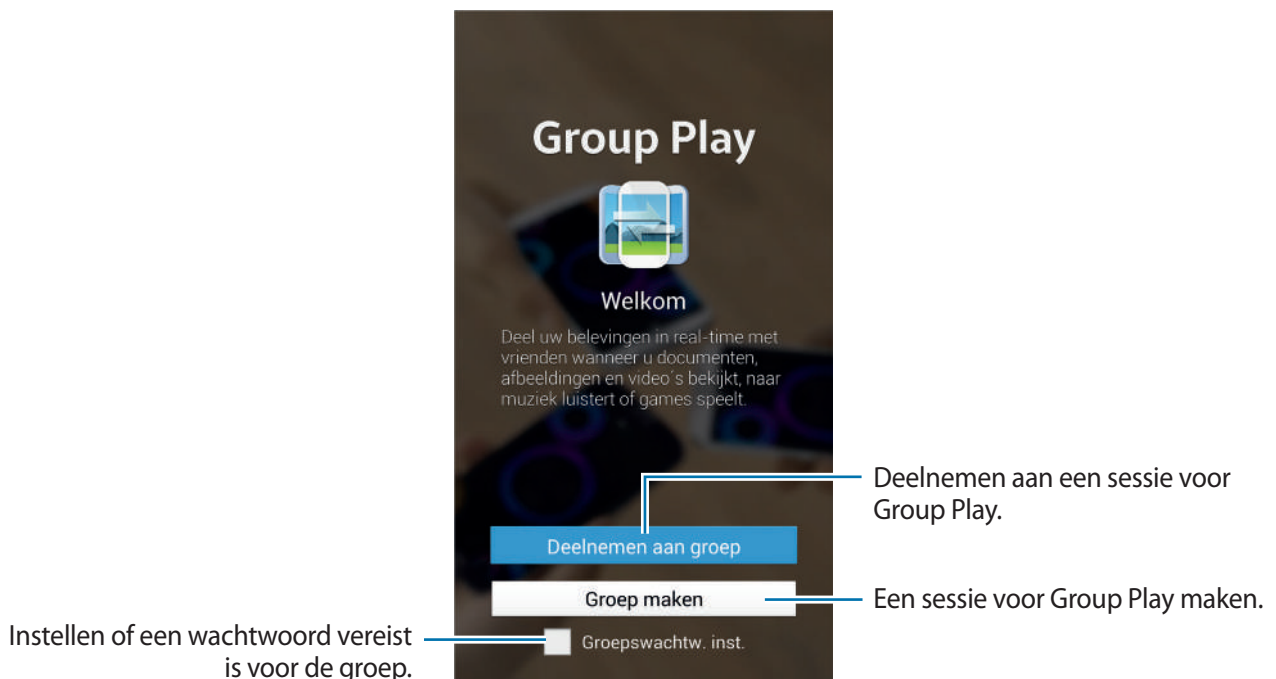 Group Play
Welkom
Deel uw belevingen in real-time met
vrienden wanneer u documenten,
afbeeldingen en video´s bekijkt, naar
muziek luistert of games speelt.
Deelnemen aan een sessie voor
Group Play.
Deelnemen aan groep
Groep maken
Een sessie voor Group Play maken.
Instellen of een wachtwoord vereist
is voor de groep.
Groepswachtw. inst.